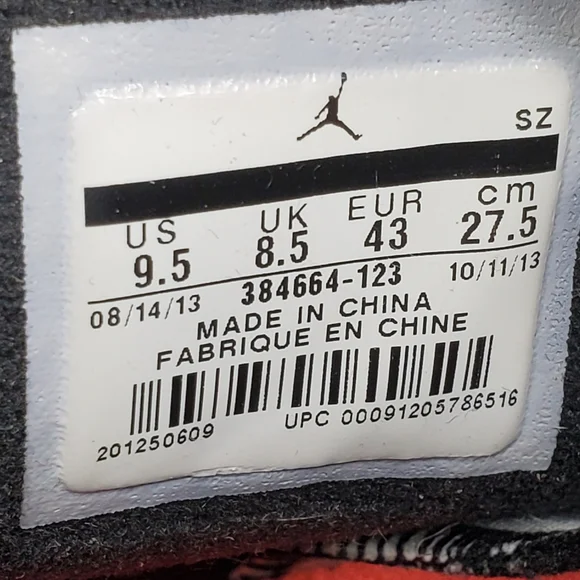 SZ
US UK EUR cm
9.5 8.5 43 27.5
08/14/13 384664-123 10/11/13
MADE IN CHINA
FABRIQUE EN CHINE
201250609 UPC 00091205786516